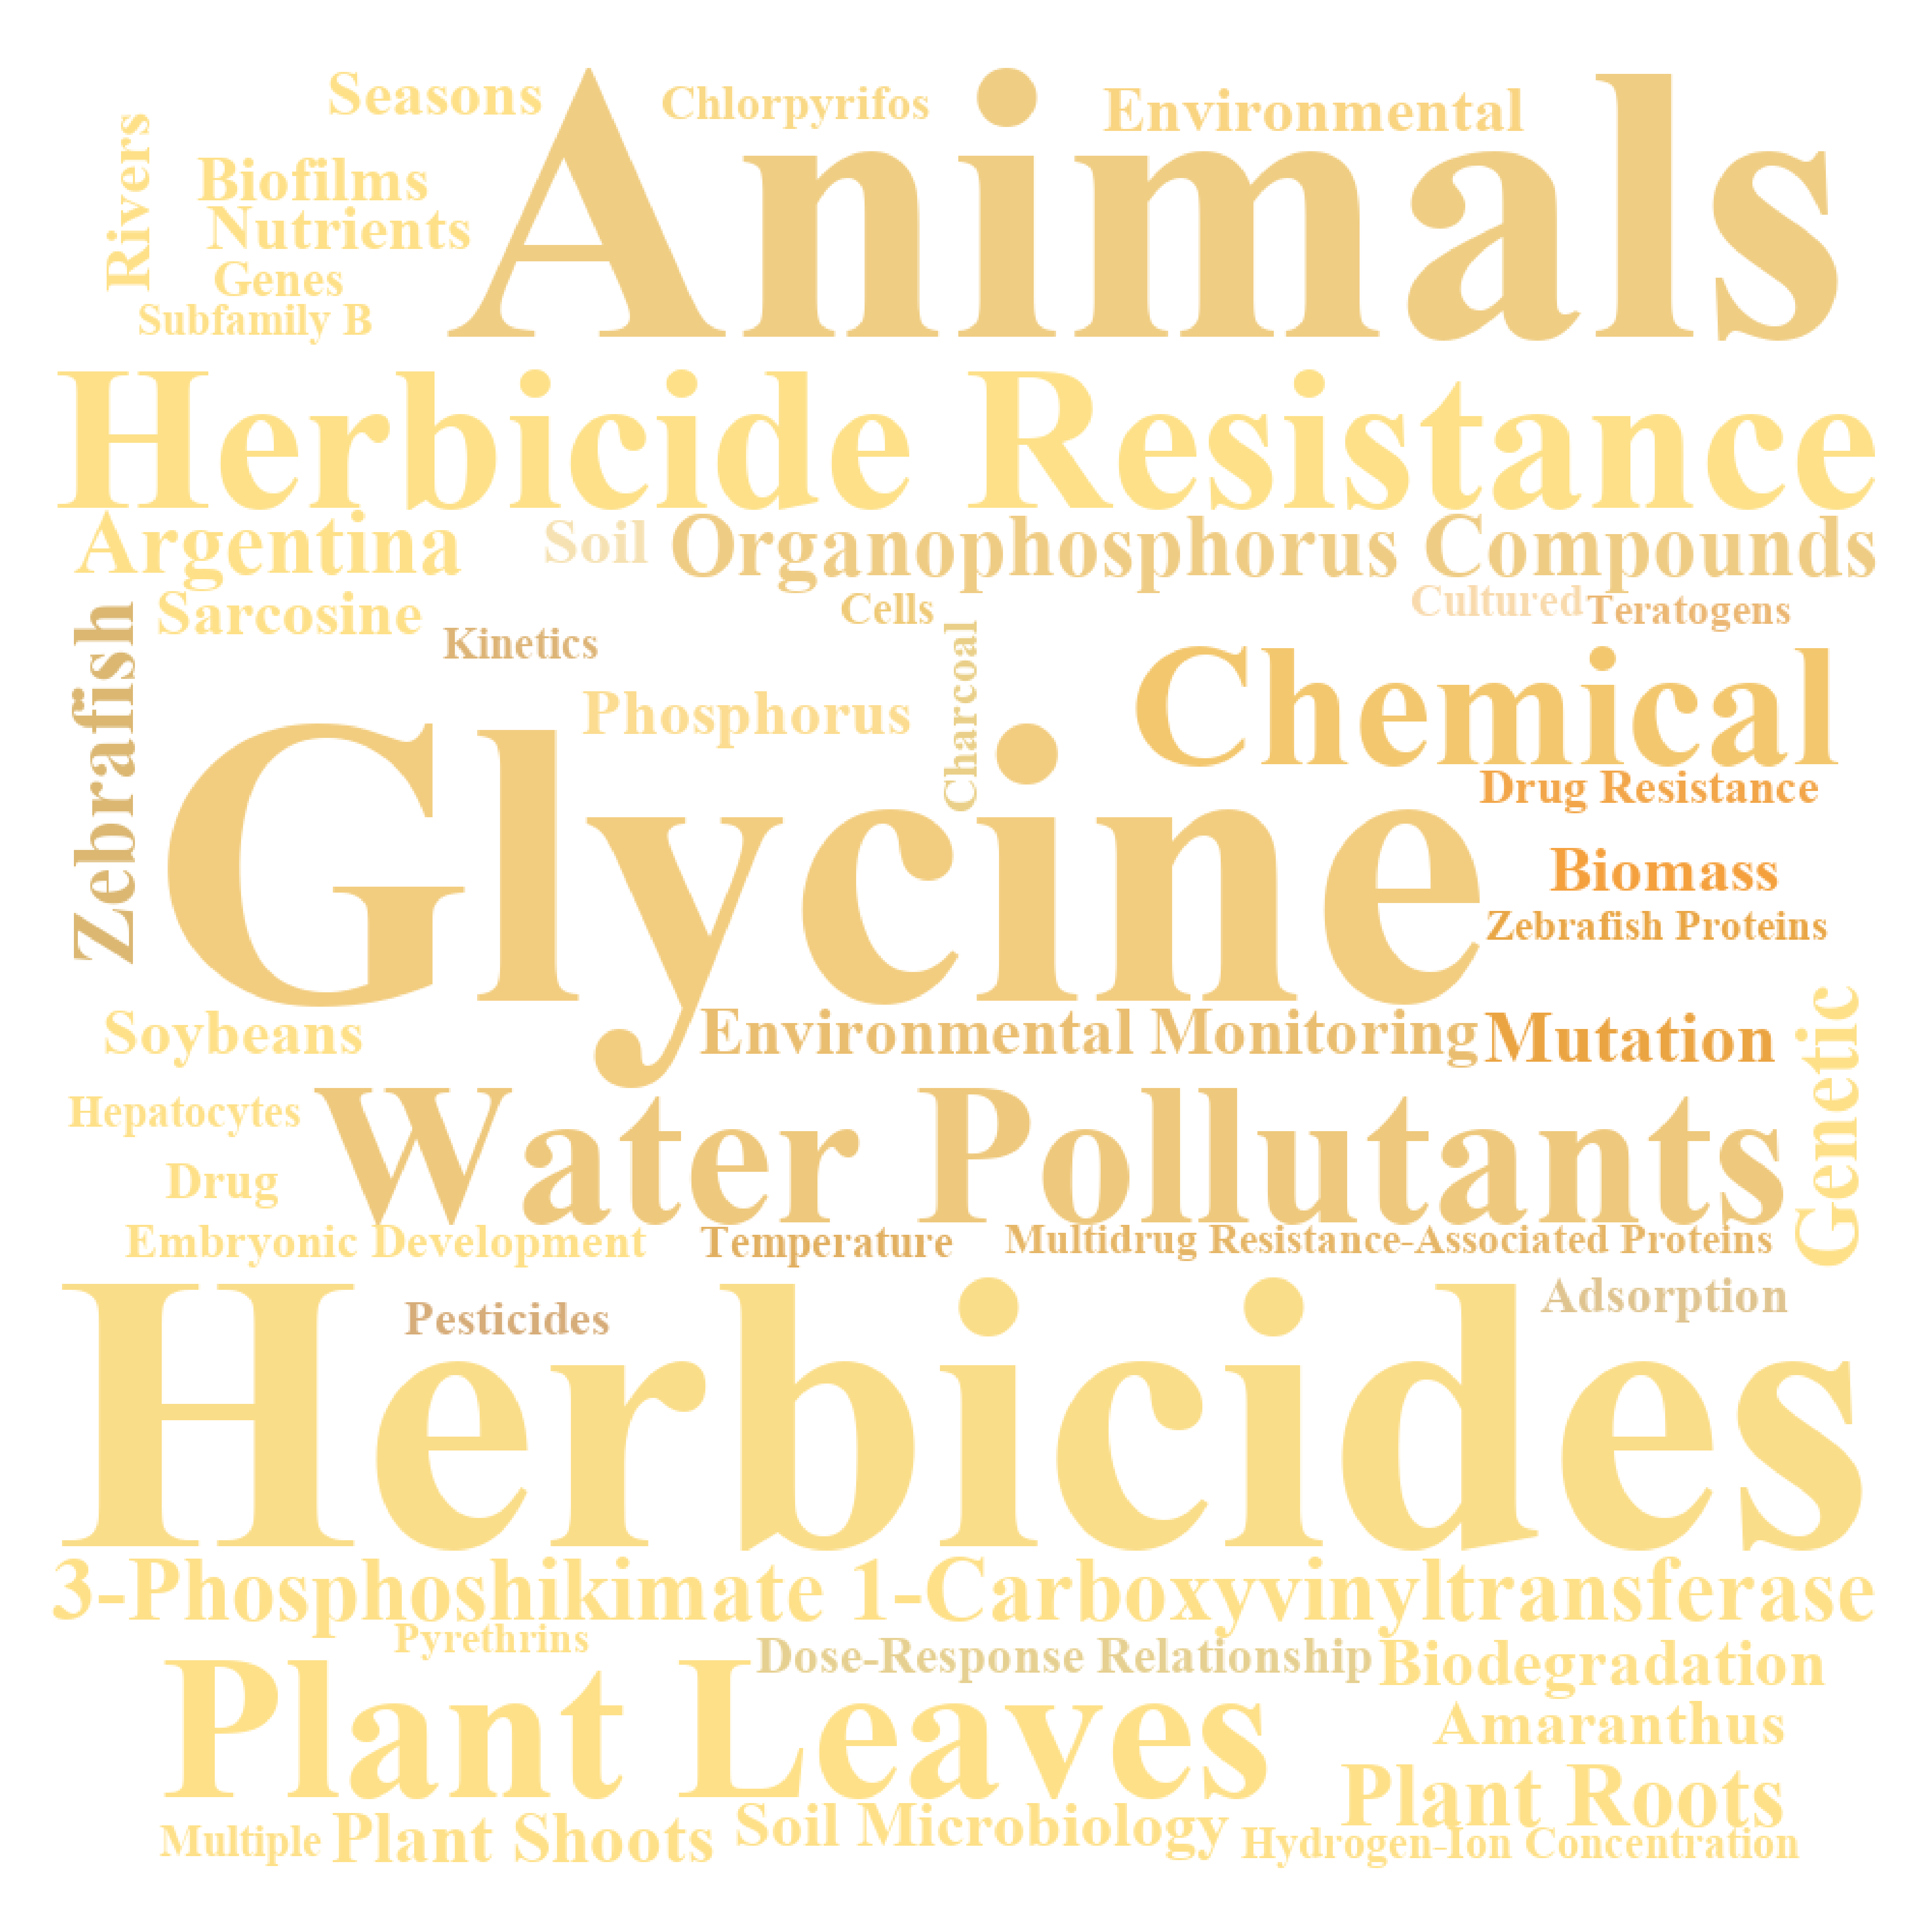 Animals
Seasons
Chlorpyrifos
Environmental
Rivers
Biofilms
Nutrients
Genes
Subfamily B
Herbicide Resistance
Argentina
Soil
Organophosphorus Compounds
Sarcosine
Cells
Cultured
Teratogens
Zebrafish
Kinetics
Charcoal
Phosphorus
Chemical
Glycine
Drug Resistance
Biomass
Zebrafish Proteins
Soybeans
Environmental Monitoring
Mutation
Genetic
Hepatocytes
Water Pollutants
Drug
Embryonic Development
Temperature
Multidrug Resistance-Associated Proteins
Pesticides
Adsorption
Herbicides
3-Phosphoshikimate 1-Carboxyvinyltransferase
Pyrethrins
Dose-Response Relationship
Biodegradation
Plant Leaves
Amaranthus
Plant Roots
Multiple
Plant Shoots
Soil Microbiology
Hydrogen-Ion Concentration